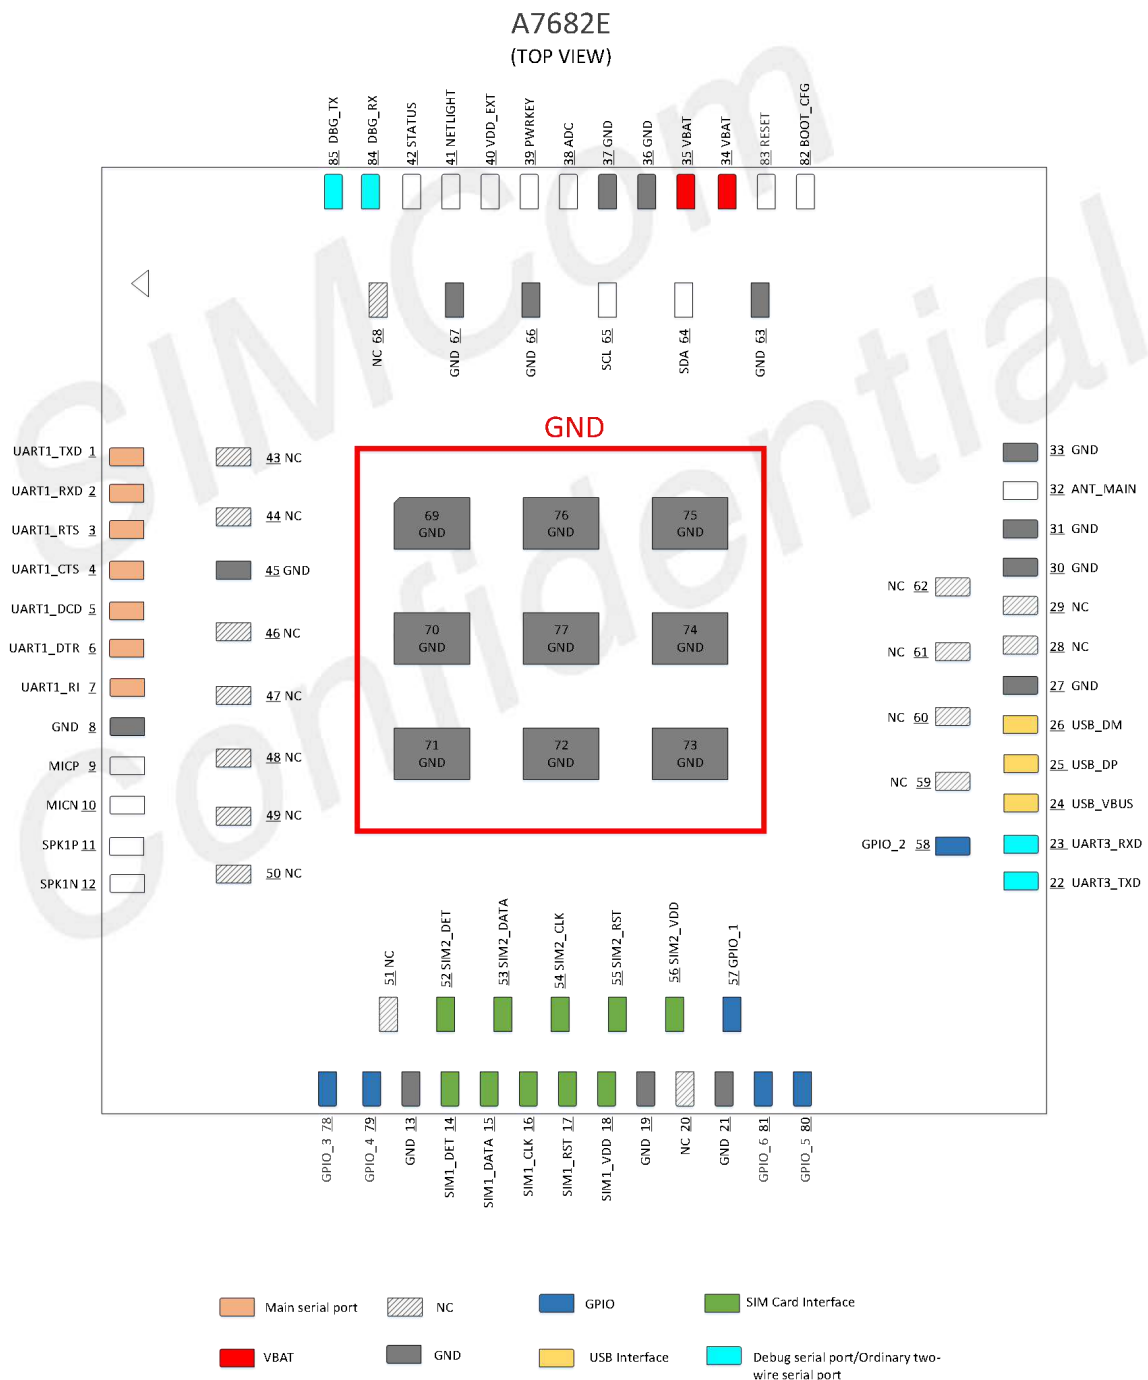 A7682E
(TOP VIEW)
85 DBG_TX
84 DBG_RX
42 STATUS
41 NETLIGHT
40 VDD_EXT
39 PWRKEY
38 ADC
37 GND
36 GND
35 VBAT
34 VBAT
83 RESET
82 BOOT_CFG
NC 68
GND 67
GND 66
SCL 65
SDA 64
GND 63
SIMCom
Confidential
GND
UART1_TXD 1
UART1_RXD 2
UART1_RTS 3
UART1_CTS 4
UART1_DCD 5
UART1_DTR 6
UART1_RI 7
GND 8
MICP 9
MICN 10
SPK1P 11
SPK1N 12
43 NC
44 NC
45 GND
46 NC
47 NC
48 NC
49 NC
50 NC
69
GND
76
GND
75
GND
70
GND
77
GND
74
GND
71
GND
72
GND
73
GND
NC 62
NC 61
NC 60
NC 59
GPIO_2 58
33 GND
32 ANT_MAIN
31 GND
30 GND
29 NC
28 NC
27 GND
26 USB_DM
25 USB_DP
24 USB_VBUS
23 UART3_RXD
22 UART3_TXD
51 NC
52 SIM2_DET
53 SIM2_DATA
54 SIM2_CLK
55 SIM2_RST
56 SIM2_VDD
57 GPIO_1
GPIO_3 78
GPIO_4 79
GND 13
SIM1_DET 14
SIM1_DATA 15
SIM1_CLK 16
SIM1_RST 17
SIM1_VDD 18
GND 19
NC 20
GND 21
GPIO_6 81
GPIO_5 80
Main serial port
NC
GPIO
SIM Card Interface
VBAT
GND
USB Interface
Debug serial port/Ordinary two-
wire serial port